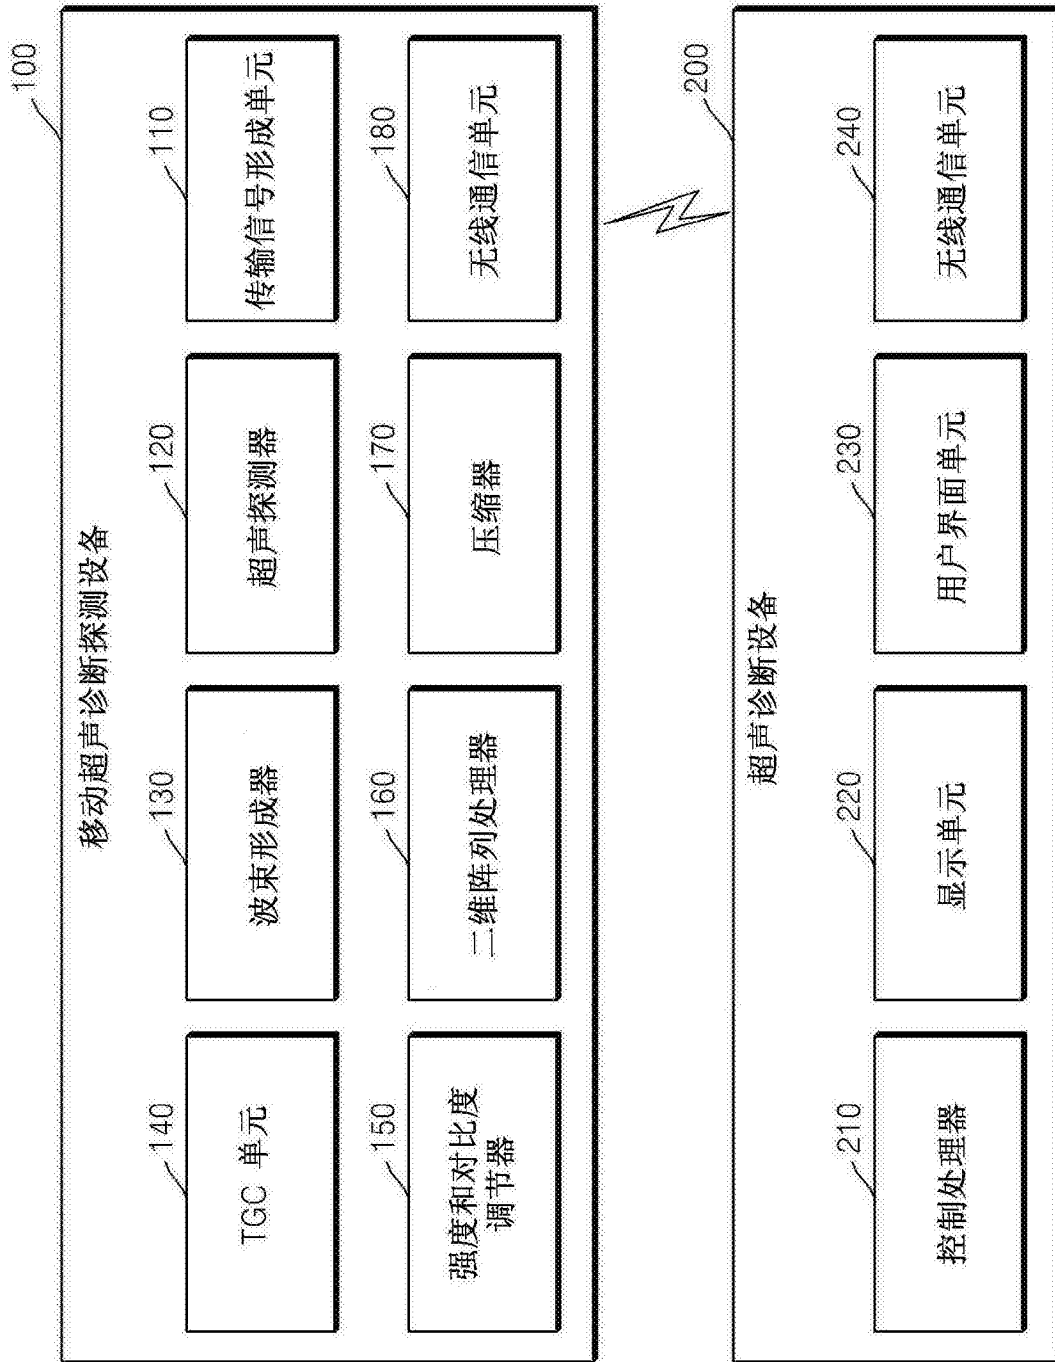 100
移动超声诊断探测设备
140
130
120
110
TGC 单元
波束形成器
超声探测器
传输信号形成单元
150
160
170
180
强度和对比度
调节器
二维阵列处理器
压缩器
无线通信单元
200
超声诊断设备
210
220
230
240
控制处理器
显示单元
用户界面单元
无线通信单元